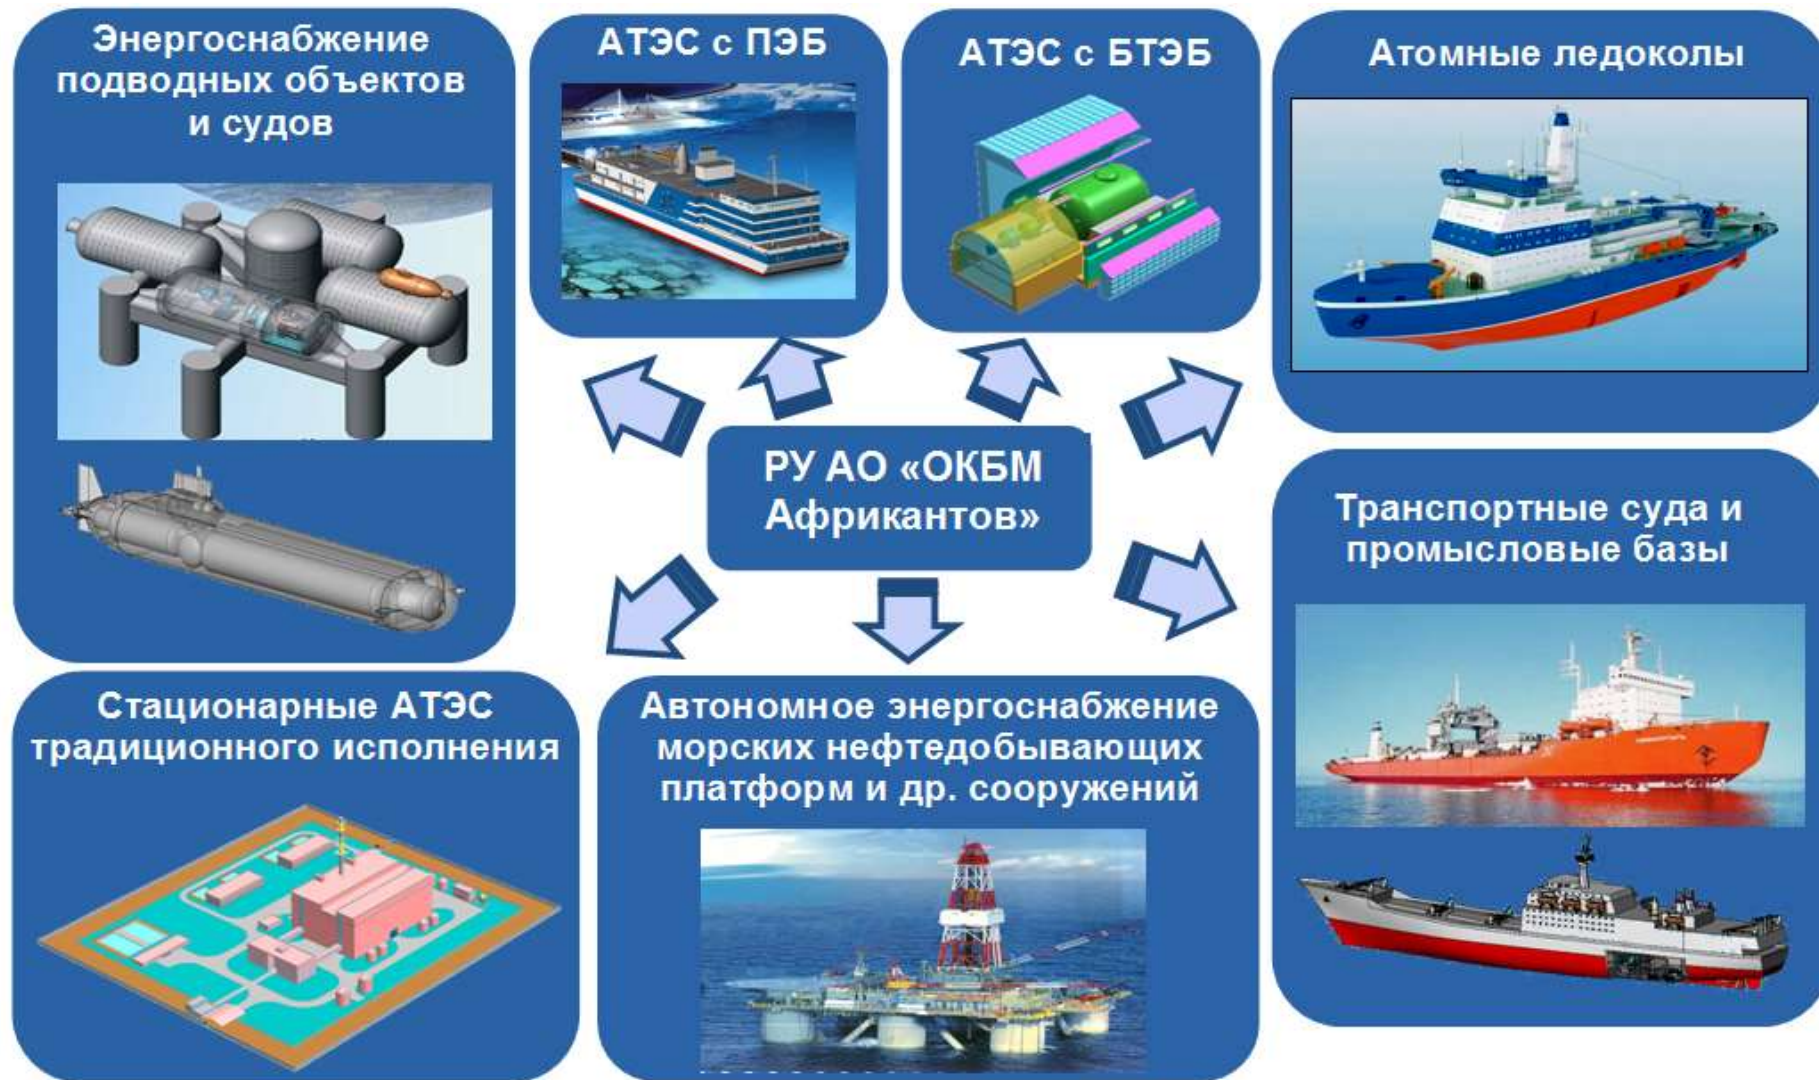 Энергоснабжение
подводных объектов
и судов
АТЭС с ПЭБ
АТЭС с БТЭБ
Атомные ледоколы
РУ АО «ОКБМ
Африкантов»
Транспортные суда и
промысловые базы
Стационарные АТЭС
традиционного исполнения
Автономное энергоснабжение
морских нефтедобывающих
платформ и др. сооружений